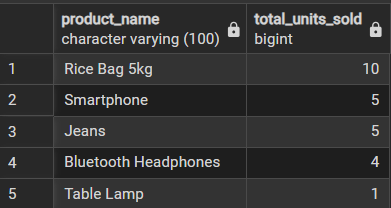 product_name total_units_sold
character varying (100) bigint
1 Rice Bag 5kg 10
2 Smartphone 5
3 Jeans 5
4 Bluetooth Headphones 4
5 Table Lamp 1